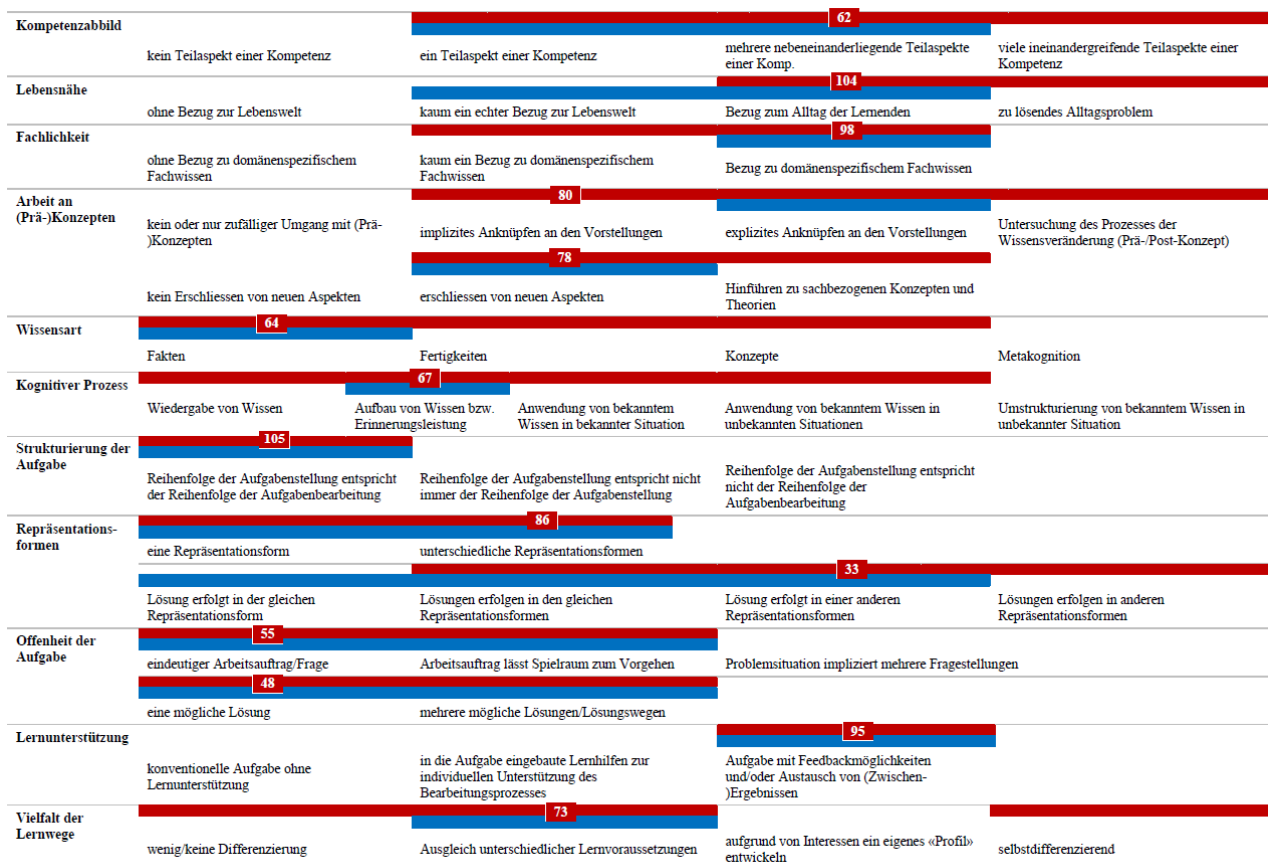 Kompetenzabbild
62
kein Teilaspekt einer Kompetenz
ein Teilaspekt einer Kompetenz
mehrere nebeneinanderliegende Teilaspekte
einer Komp.
viele ineinandergreifende Teilaspekte einer
Kompetenz
Lebensnähe
104
ohne Bezug zur Lebenswelt
kaum ein echter Bezug zur Lebenswelt
Bezug zum Alltag der Lernenden
zu lösendes Alltagsproblem
Fachlichkeit
98
ohne Bezug zu domänenspezifischem
Fachwissen
kaum ein Bezug zu domänenspezifischem
Fachwissen
Bezug zu domänenspezifischem Fachwissen
Arbeit an
(Prä-)Konzepten
80
kein oder nur zufälliger Umgang mit (Prä-
)Konzepten
implizites Anknüpfen an den Vorstellungen
explizites Anknüpfen an den Vorstellungen
Untersuchung des Prozesses der
Wissensveränderung (Prä-/Post-Konzept)
78
kein Erschliessen von neuen Aspekten
erschliessen von neuen Aspekten
Hinführen zu sachbezogenen Konzepten und
Theorien
Wissensart
64
Fakten
Fertigkeiten
Konzepte
Metakognition
Kognitiver Prozess
67
Wiedergabe von Wissen
Aufbau von Wissen bzw.
Erinnerungsleistung
Anwendung von bekanntem
Wissen in bekannter Situation
Anwendung von bekanntem Wissen in
unbekannten Situationen
Umstrukturierung von bekanntem Wissen in
unbekannter Situation
Strukturierung der
Aufgabe
105
Reihenfolge der Aufgabenstellung entspricht
der Reihenfolge der Aufgabenbearbeitung
Reihenfolge der Aufgabenstellung entspricht nicht
immer der Reihenfolge der Aufgabenstellung
Reihenfolge der Aufgabenstellung entspricht
nicht der Reihenfolge der
Aufgabenbearbeitung
Repräsentations-
formen
86
eine Repräsentationsform
unterschiedliche Repräsentationsformen
33
Lösung erfolgt in der gleichen
Repräsentationsform
Lösungen erfolgen in den gleichen
Repräsentationsformen
Lösung erfolgt in einer anderen
Repräsentationsformen
Lösungen erfolgen in anderen
Repräsentationsformen
Offenheit der
Aufgabe
55
eindeutiger Arbeitsauftrag/Frage
Arbeitsauftrag lässt Spielraum zum Vorgehen
Problemsituation impliziert mehrere Fragestellungen
48
eine mögliche Lösung
mehrere mögliche Lösungen/Lösungswegen
Lernunterstützung
95
konventionelle Aufgabe ohne
Lernunterstützung
in die Aufgabe eingebaute Lernhilfen zur
individuellen Unterstützung des
Bearbeitungsprozesses
Aufgabe mit Feedbackmöglichkeiten
und/oder Austausch von (Zwischen-
)Ergebnissen
Vielfalt der
Lernwege
73
wenig/keine Differenzierung
Ausgleich unterschiedlicher Lernvoraussetzungen
aufgrund von Interessen ein eigenes «Profil»
entwickeln
selbstdifferenzierend